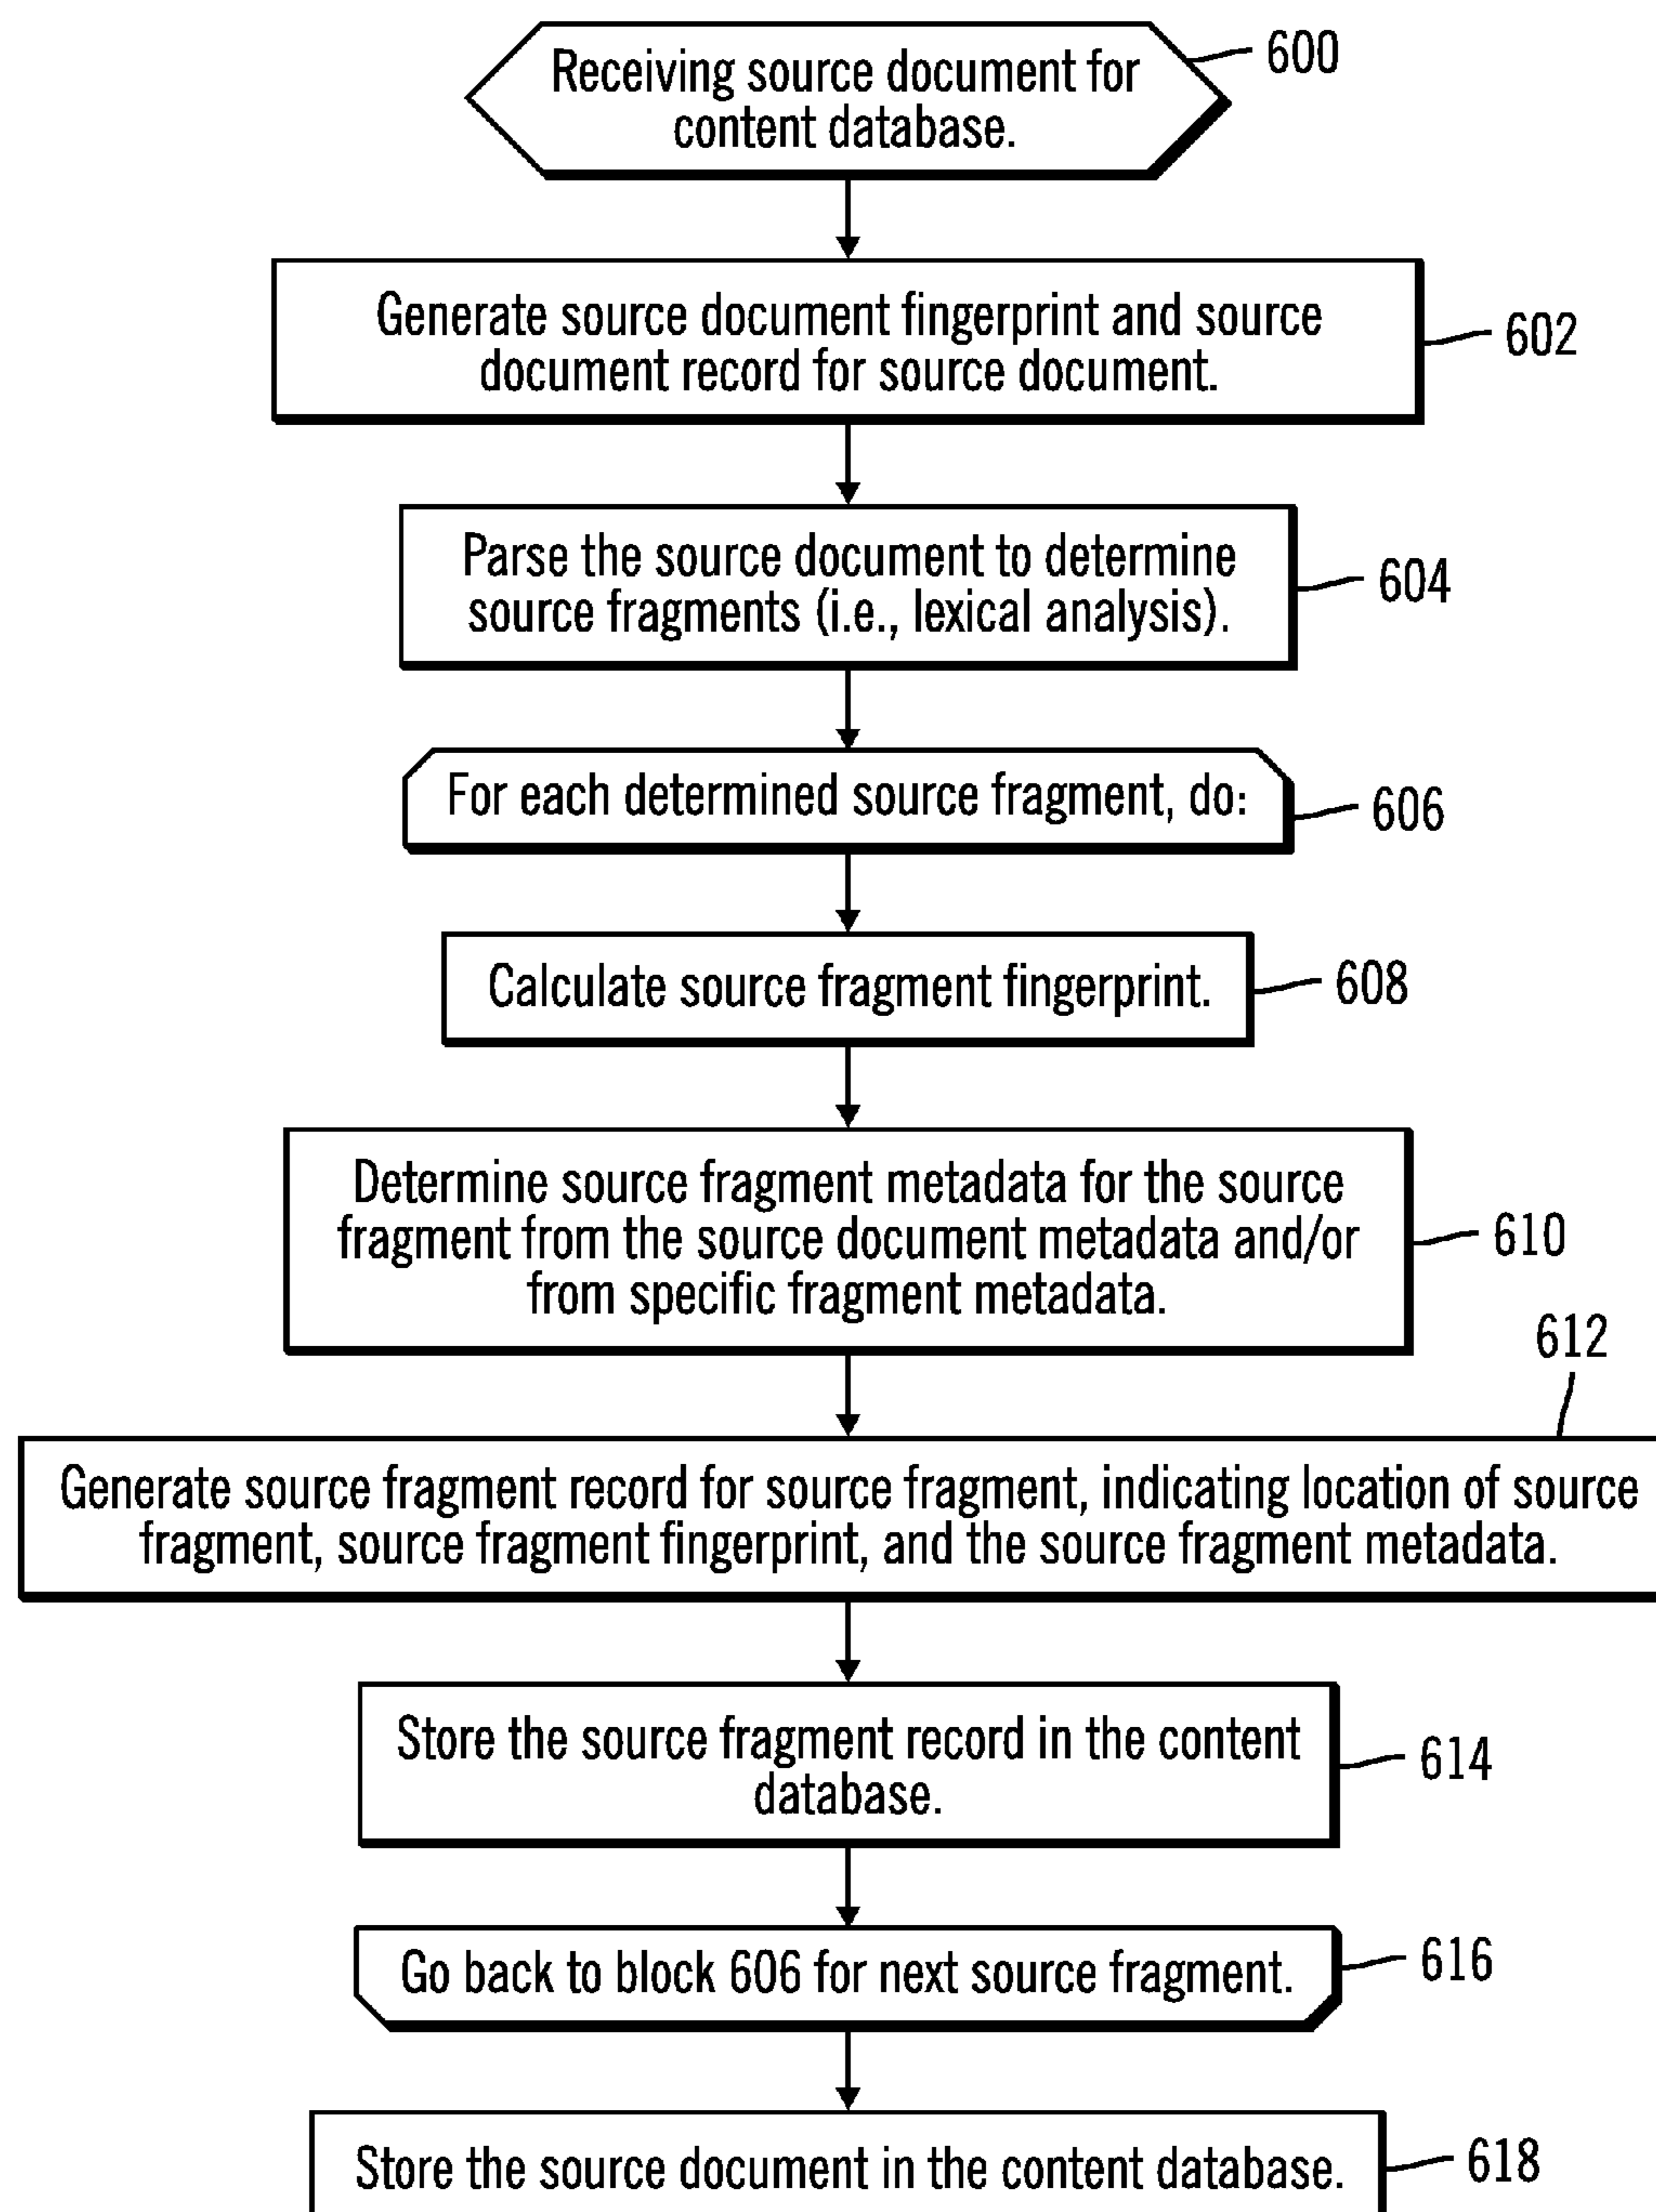 Receiving source document for
content database.
600
Generate source document fingerprint and source
document record for source document.
602
Parse the source document to determine
source fragments (i.e., lexical analysis).
604
For each determined source fragment, do:
606
Calculate source fragment fingerprint.
608
Determine source fragment metadata for the source
fragment from the source document metadata and/or
from specific fragment metadata.
610
612
Generate source fragment record for source fragment, indicating location of source
fragment, source fragment fingerprint, and the source fragment metadata.
Store the source fragment record in the content
database.
614
Go back to block 606 for next source fragment.
616
Store the source document in the content database.
618